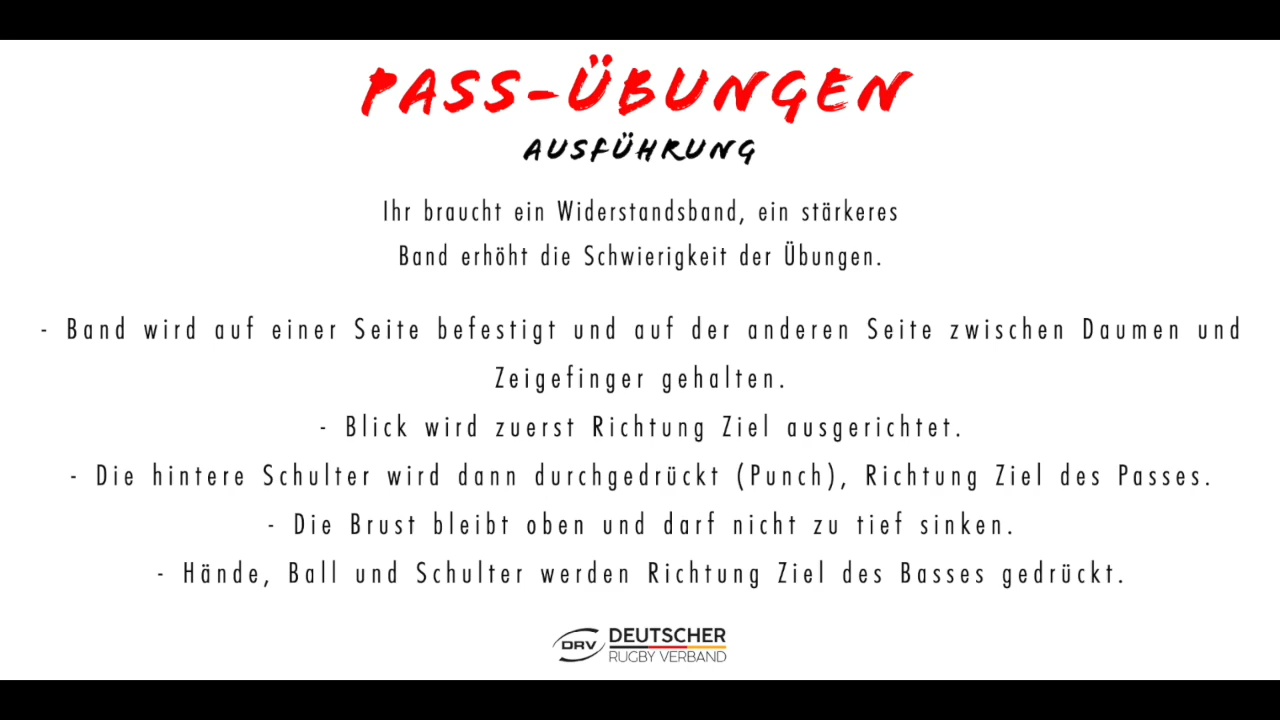 PASS-ÜBUNGEN
AUSFÜHRUNG
Ihr braucht ein Widerstandsband, ein stärkeres
Band erhöht die Schwierigkeit der Übungen.
- Band wird auf einer Seite befestigt und auf der anderen Seite zwischen Daumen und
Zeigefinger gehalten.
- Blick wird zuerst Richtung Ziel ausgerichtet.
- Die hintere Schulter wird dann durchgedrückt (Punch), Richtung Ziel des Passes.
- Die Brust bleibt oben und darf nicht zu tief sinken.
- Hände, Ball und Schulter werden Richtung Ziel des Basses gedrückt.
DRV DEUTSCHER
RUGBY VERBAND